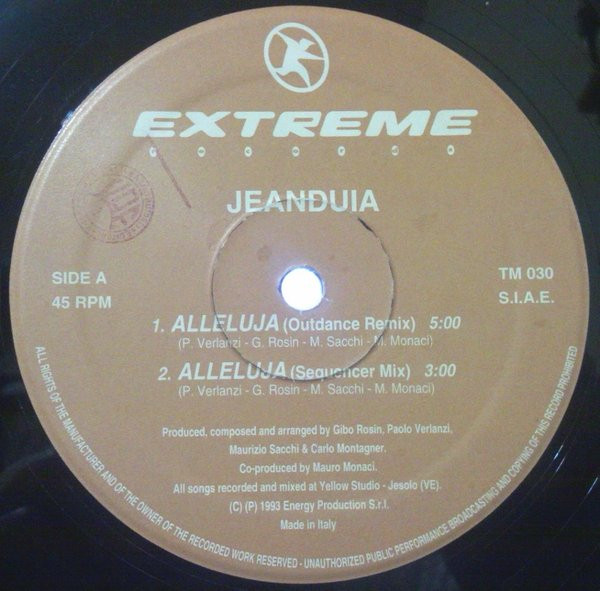 EXTREME
RECORDS
JEANDUIA
SIDE A
45 RPM
TM 030
S.I.A.E.
1. ALLELUJA (Outdance Remix) 5:00
(P. Verlanzi - G. Rosin - M. Sacchi - M. Monaci)
2. ALLELUJA (Sequencer Mix) 3:00
(P. Verlanzi - G. Rosin - M. Sacchi - M. Monaci)
Produced, composed and arranged by Gibo Rosin, Paolo Verlanzi,
Maurizio Sacchi & Carlo Montagner.
Co-produced by Mauro Monaci.
All songs recorded and mixed at Yellow Studio - Jesolo (VE).
(C) (P) 1993 Energy Production S.r.l.
Made in Italy
ALL RIGHTS OF THE MANUFACTURER AND OF THE OWNER OF THE RECORDED WORK RESERVED - UNAUTHORIZED PUBLIC PERFORMANCE BROADCASTING AND COPYING OF THIS RECORD PROHIBITED